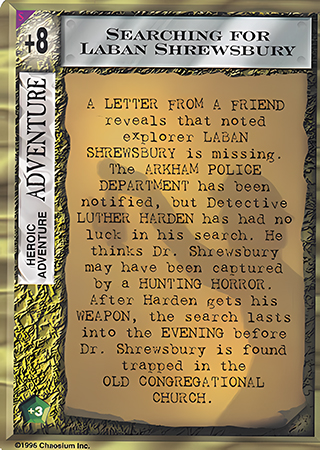 +8
SEARCHING FOR
LABAN SHREWSBURY
HEROIC
ADVENTURE
ADVENTURE
A LETTER FROM A FRIEND
reveals that noted
explorer LABAN
SHREWSBURY is missing.
The ARKHAM POLICE
DEPARTMENT has been
notified, but Detective
LUTHER HARDEN has had no
luck in his search. He
thinks Dr. Shrewsbury
may have been captured
by a HUNTING HORROR.
After Harden gets his
WEAPON, the search lasts
into the EVENING before
Dr. Shrewsbury is found
trapped in the
OLD CONGREGATIONAL
CHURCH.
+3
©1996 Chaosium Inc.